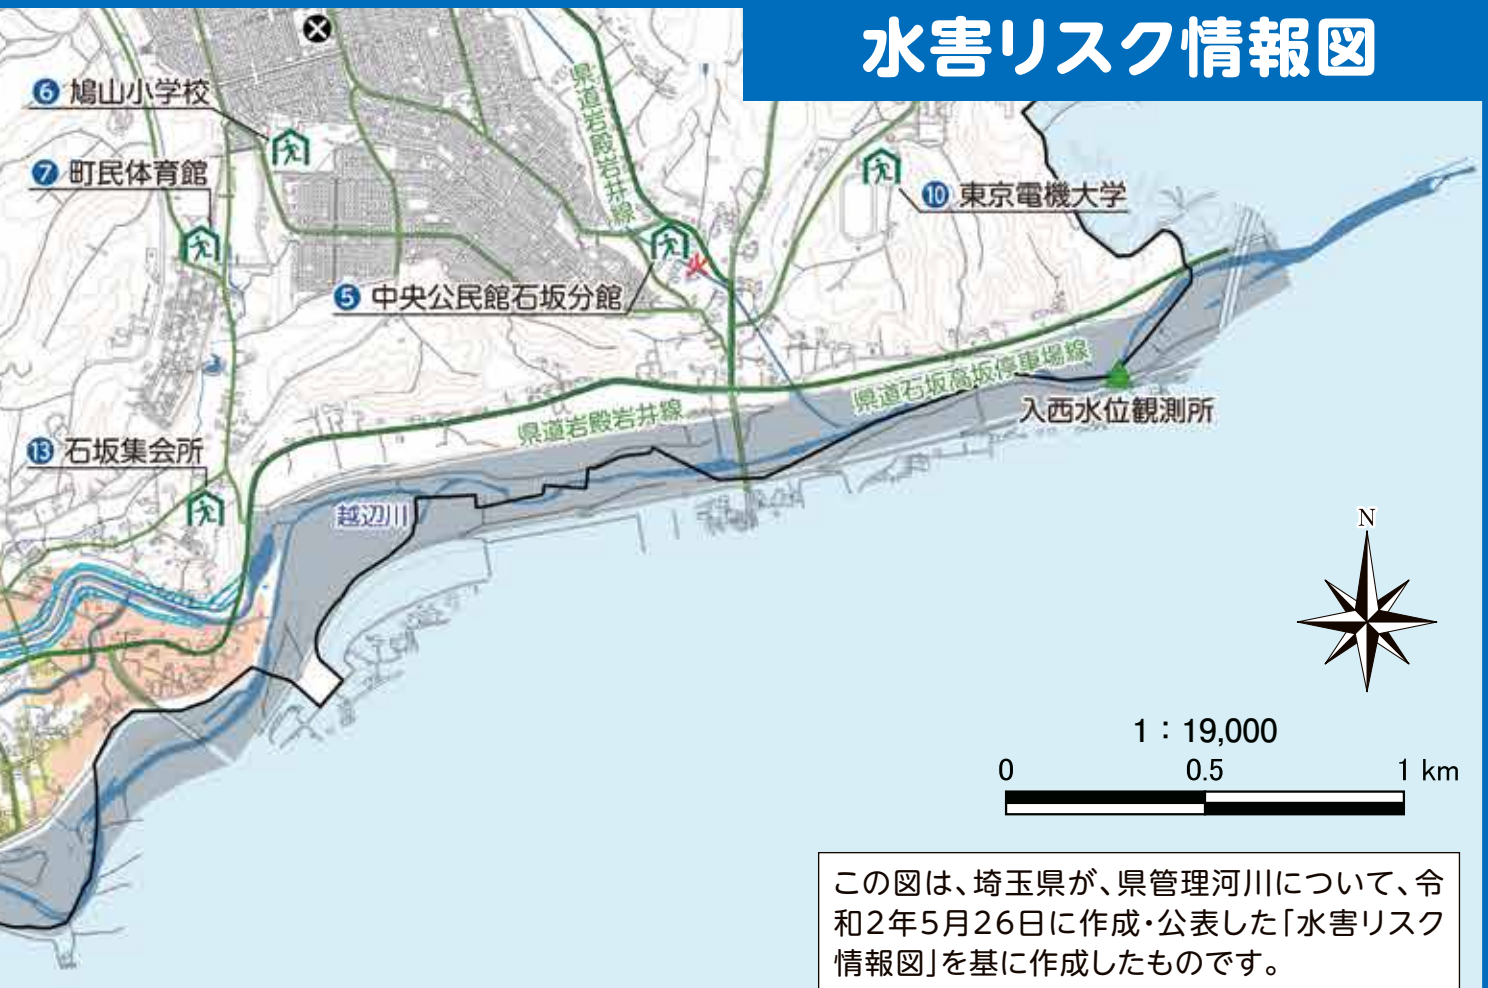 水害リスク情報図
❻ 鳩山小学校
県道岩殿岩井線
❼ 町民体育館
❿ 東京電機大学
❺ 中央公民館石坂分館
県道石坂高坂停車場線
入西水位観測所
県道岩殿岩井線
⓭ 石坂集会所
越辺川
N
1：19,000
0 0.5 1 km
この図は、埼玉県が、県管理河川について、令
和2年5月26日に作成・公表した「水害リスク
情報図」を基に作成したものです。